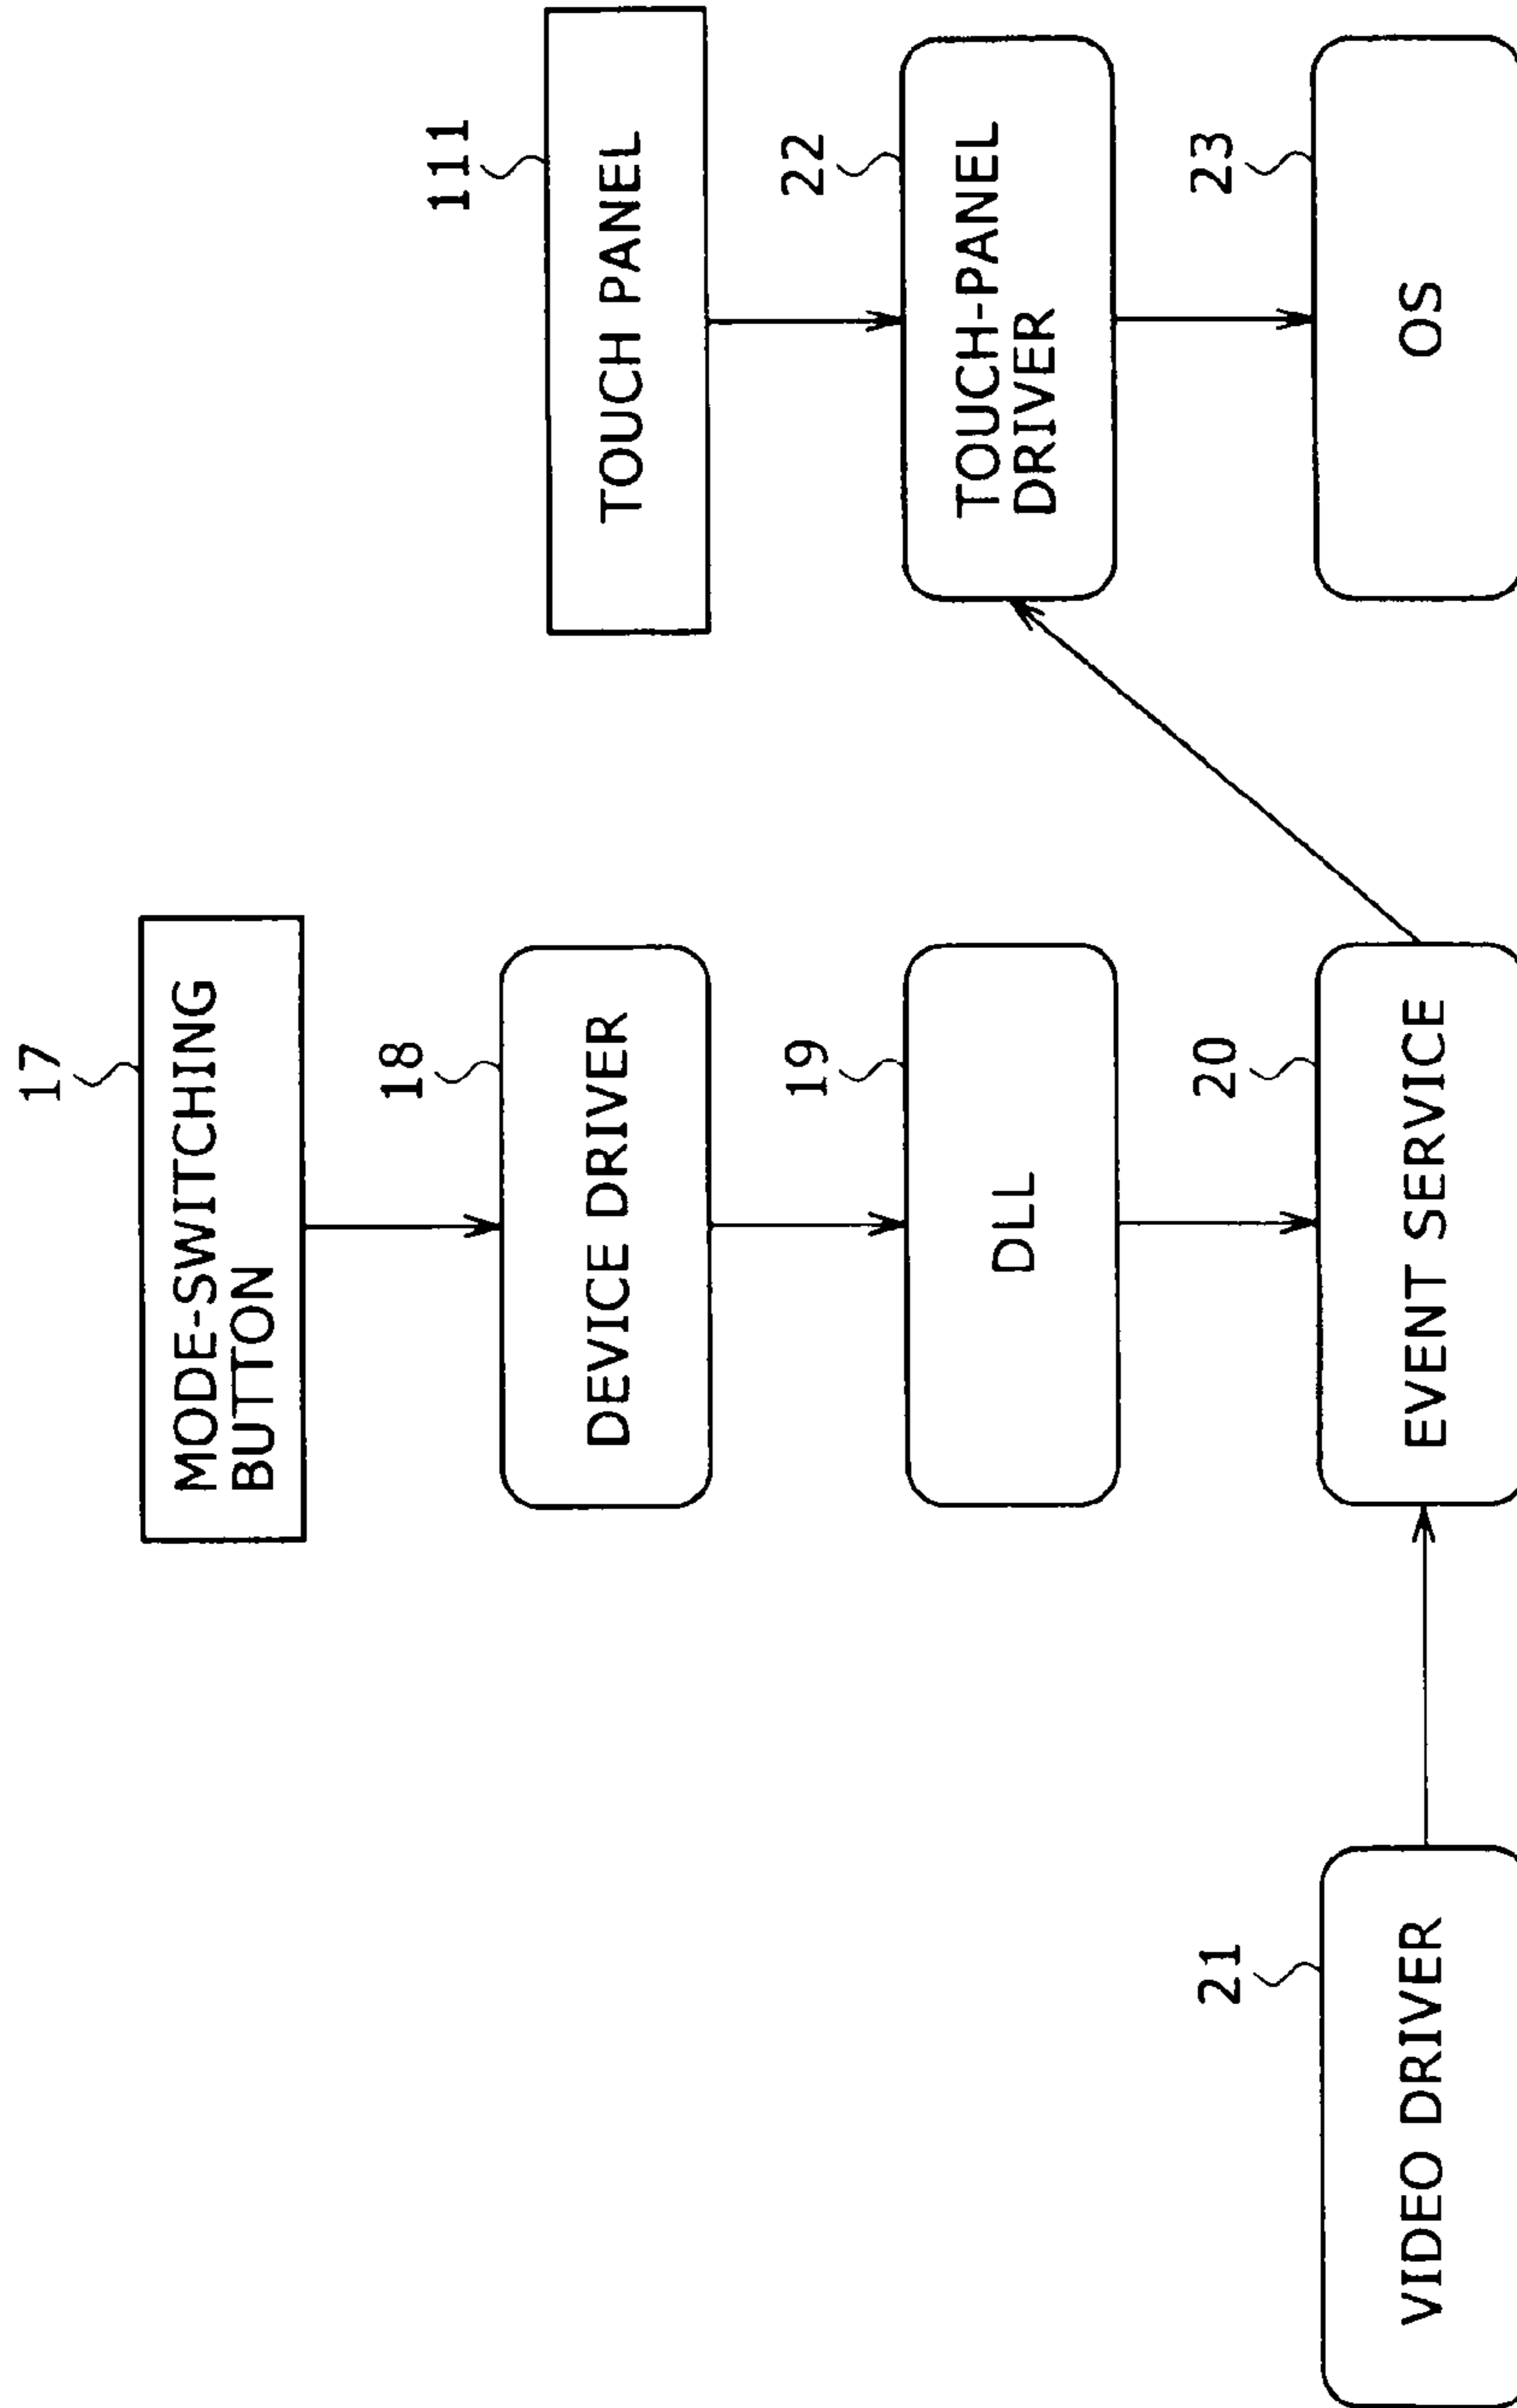 17
MODE-SWITCHING
BUTTON
18
DEVICE DRIVER
19
DLL
20
EVENT SERVICE
21
VIDEO DRIVER
111
TOUCH PANEL
22
TOUCH-PANEL
DRIVER
23
OS